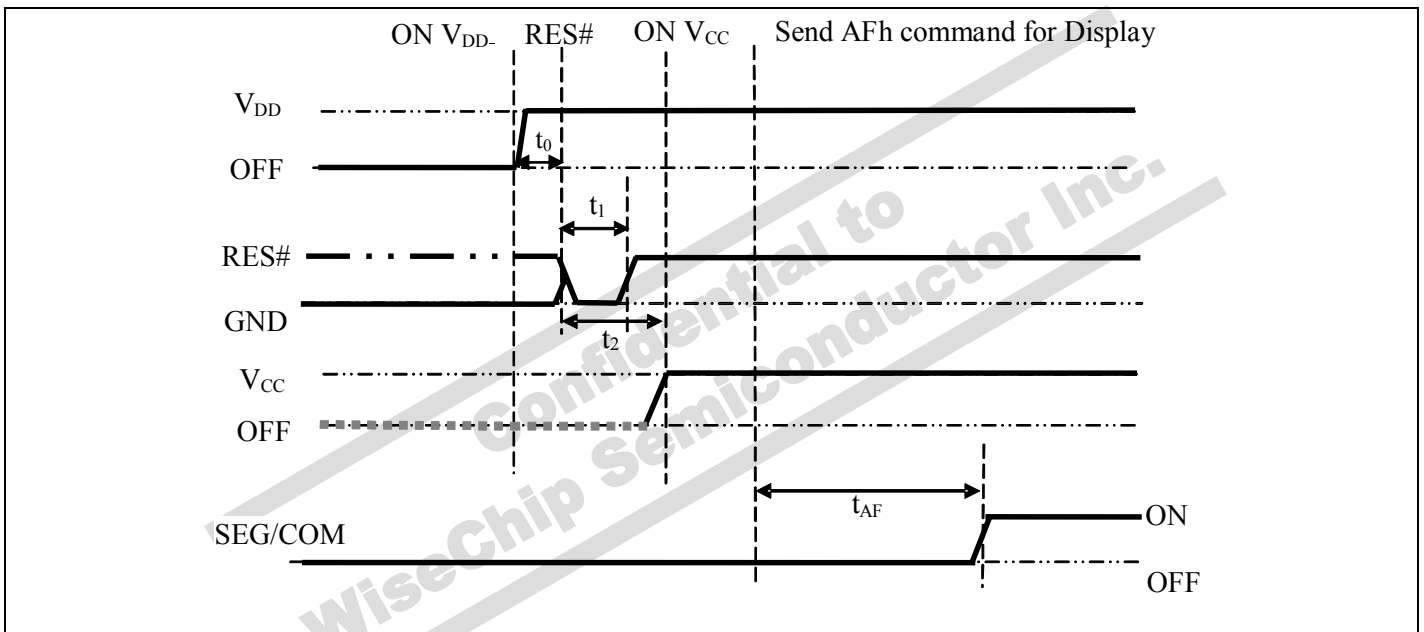 ON VDD- RES# ON VCC Send AFh command for Display
VDD
t0
OFF
t1
RES#
GND
t2
VCC
OFF
tAF
ON
SEG/COM
OFF
Confidential to
WiseChip Semiconductor Inc.